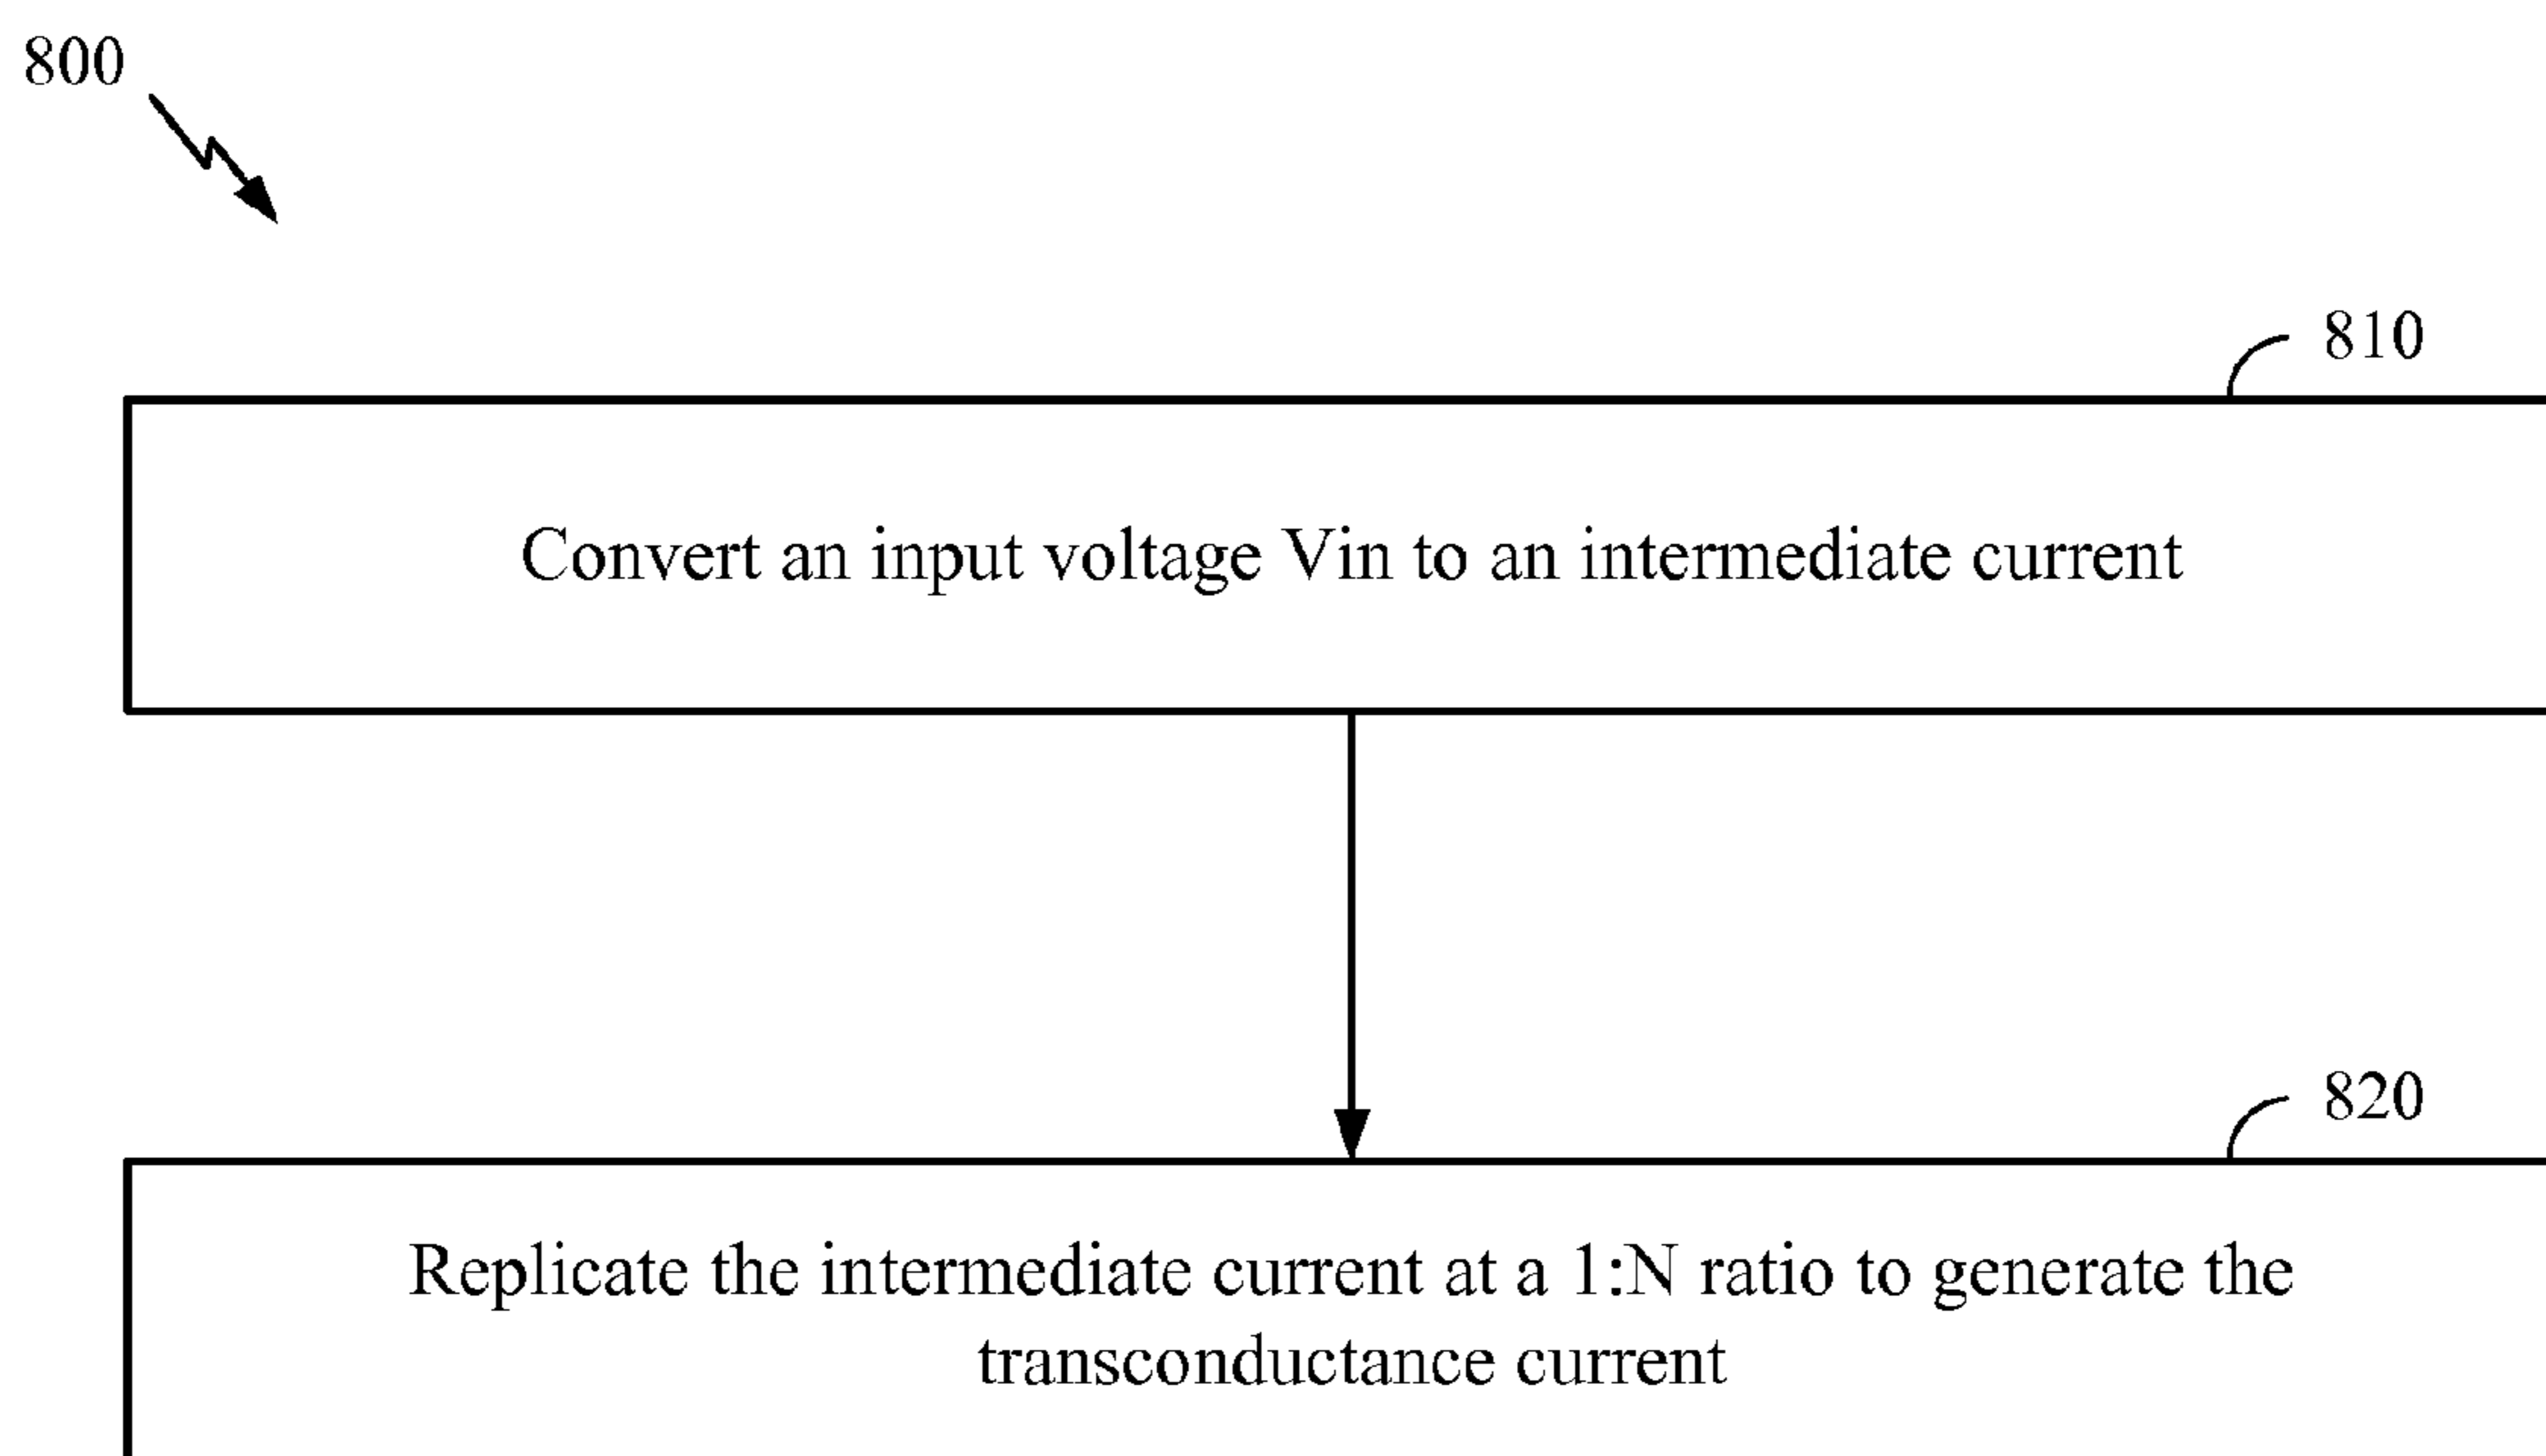 800
810
Convert an input voltage Vin to an intermediate current
820
Replicate the intermediate current at a 1:N ratio to generate the
transconductance current